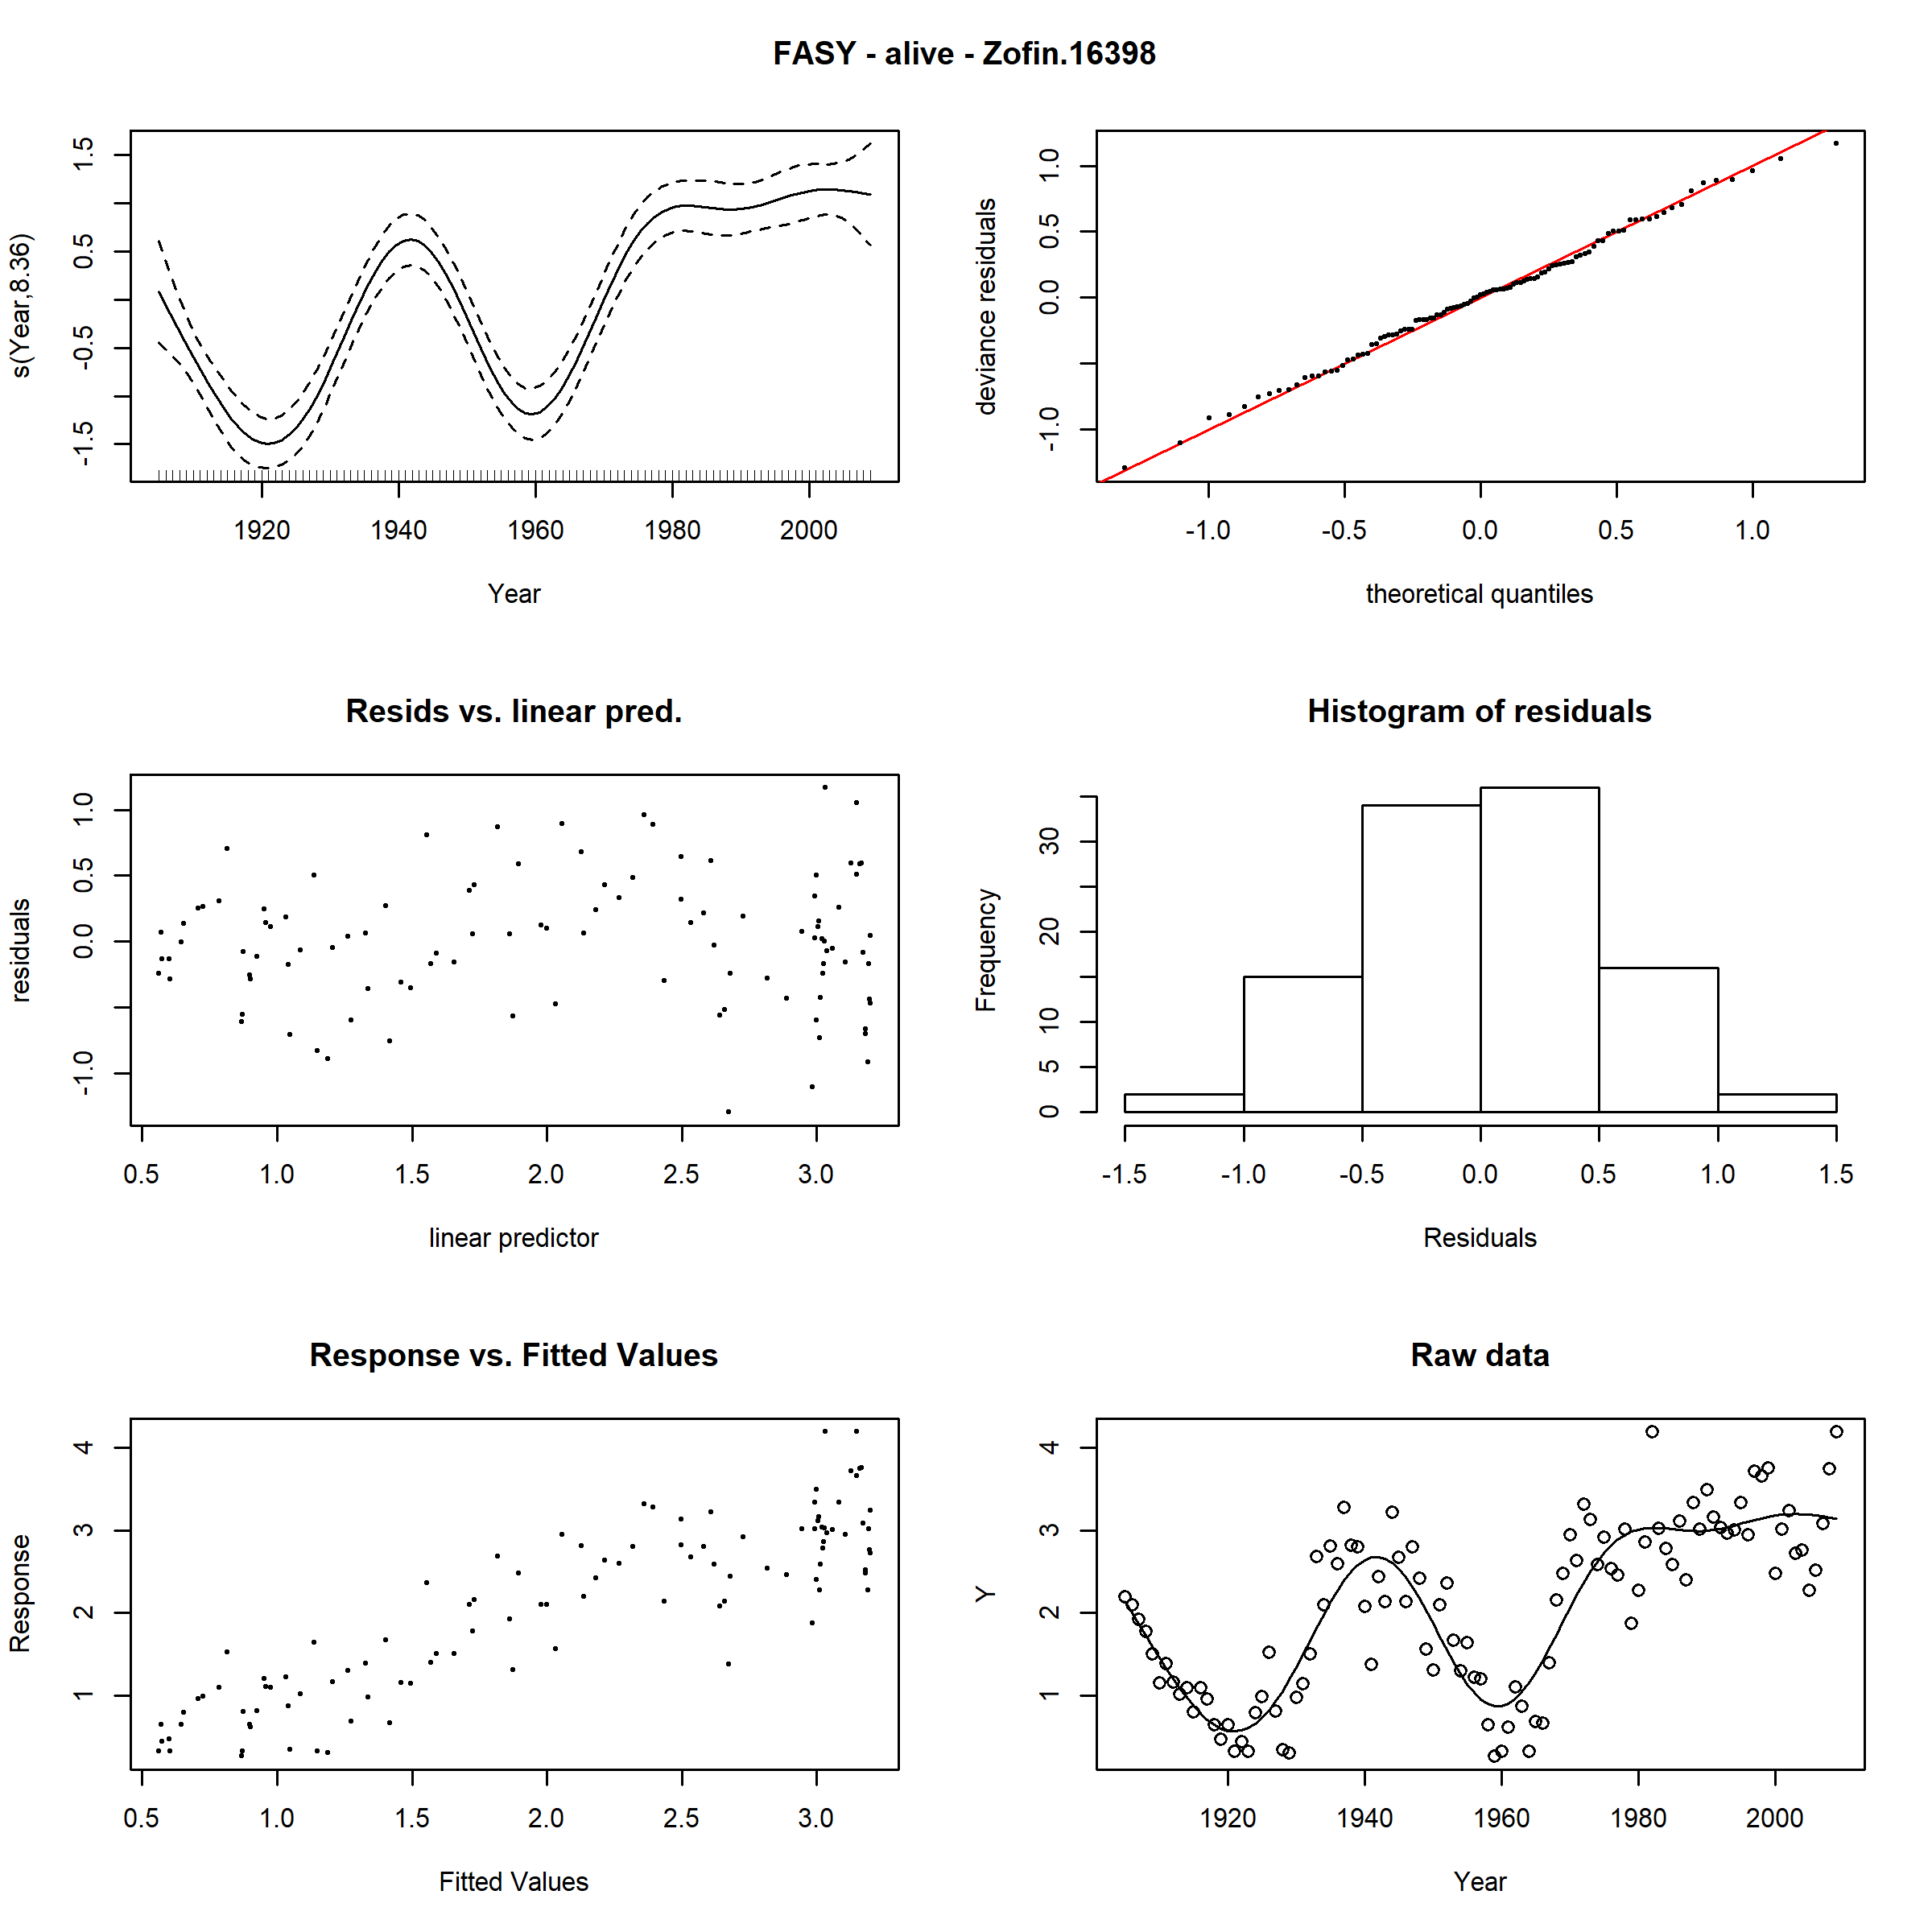 FASY - alive - Zofin.16398
s(Year,8.36)
1.5
0.5
-0.5
-1.5
1920 1940 1960 1980 2000
Year
deviance residuals
1.0
0.5
0.0
-1.0
-1.0 -0.5 0.0 0.5 1.0
theoretical quantiles
Resids vs. linear pred.
residuals
1.0
0.5
0.0
-1.0
0.5 1.0 1.5 2.0 2.5 3.0
linear predictor
Histogram of residuals
Frequency
30
20
10
5
0
-1.5 -1.0 -0.5 0.0 0.5 1.0 1.5
Residuals
Response vs. Fitted Values
Response
4
3
2
1
0.5 1.0 1.5 2.0 2.5 3.0
Fitted Values
Raw data
Y
4
3
2
1
1920 1940 1960 1980 2000
Year